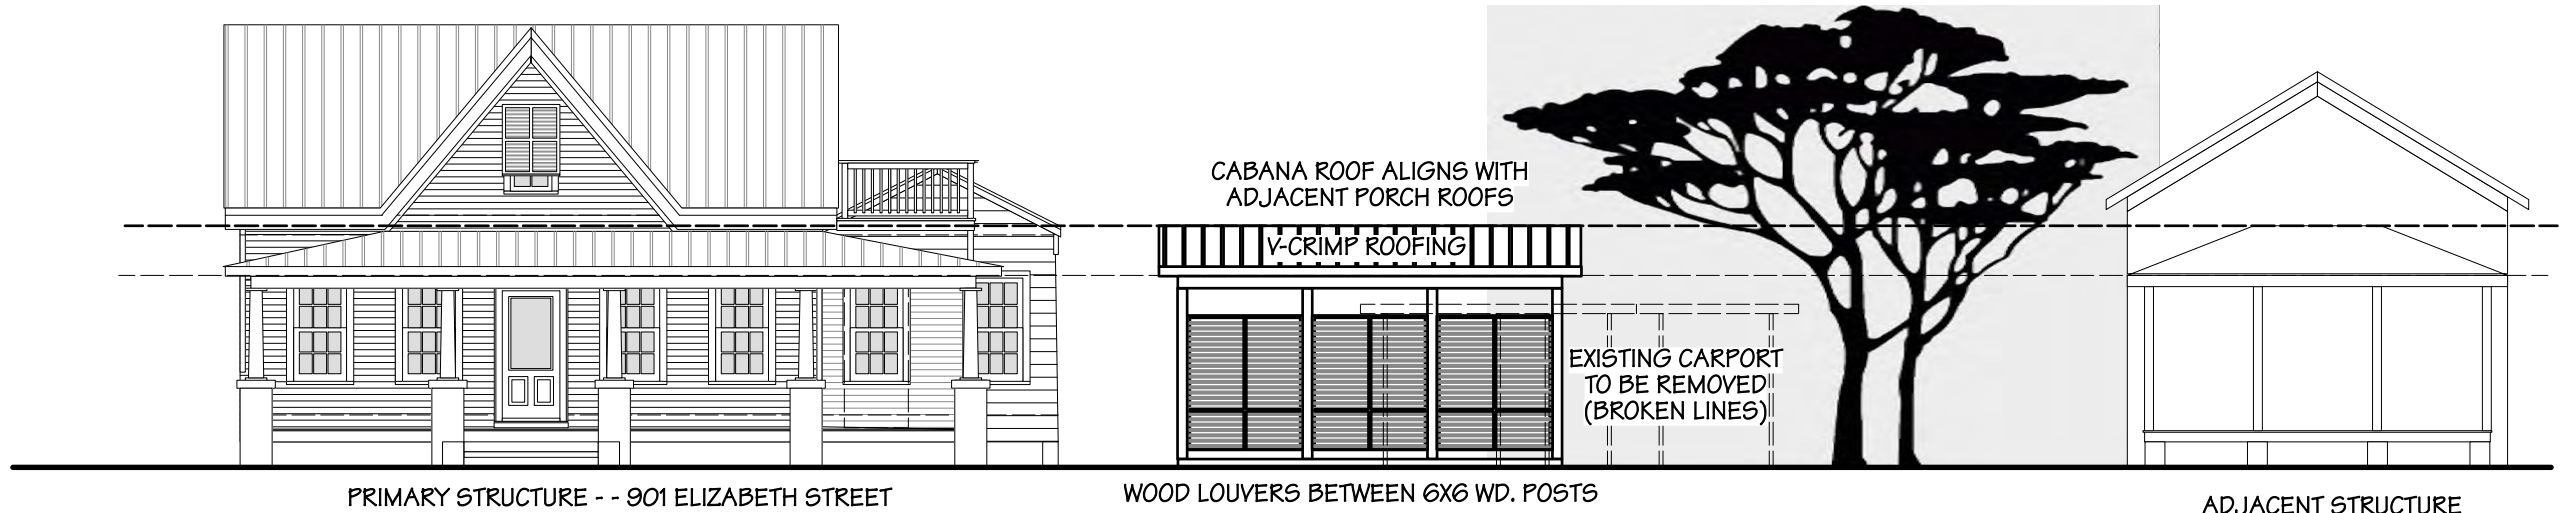 CABANA ROOF ALIGNS WITH
ADJACENT PORCH ROOFS
V-CRIMP ROOFING
EXISTING CARPORT
TO BE REMOVED
(BROKEN LINES)
PRIMARY STRUCTURE - - 901 ELIZABETH STREET
WOOD LOUVERS BETWEEN 6X6 WD. POSTS
ADJACENT STRUCTURE